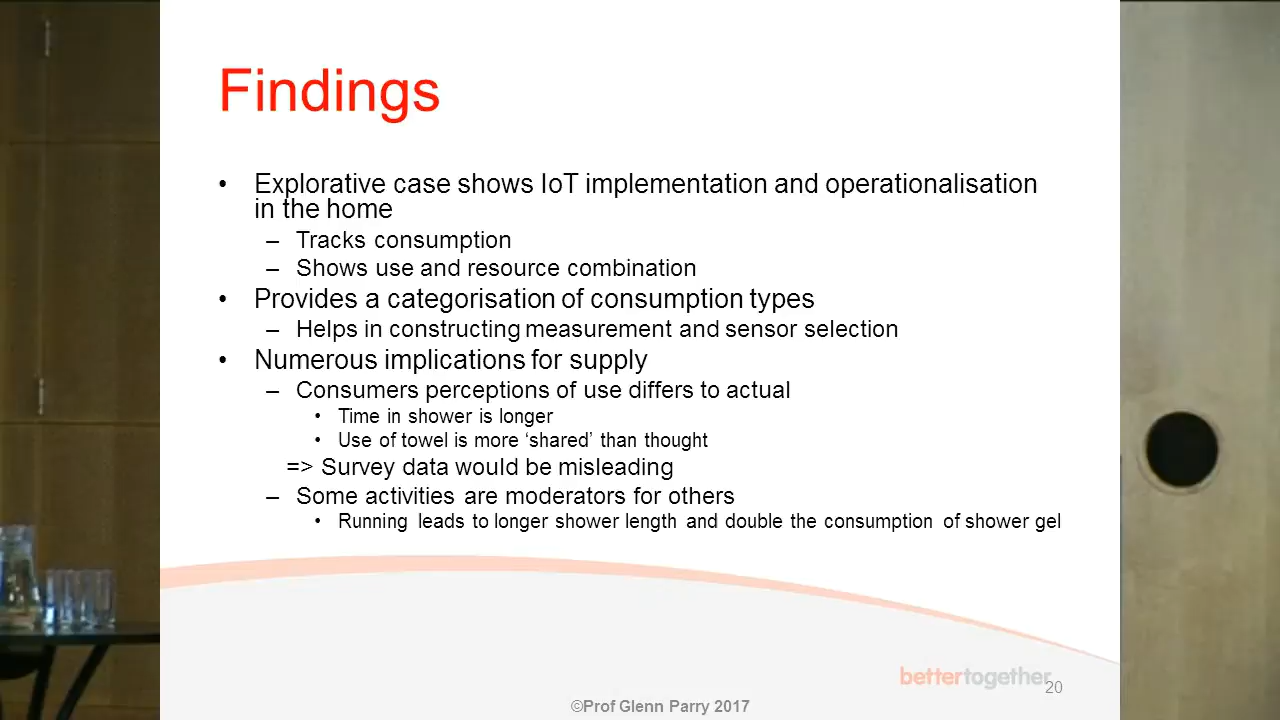 Findings
• Explorative case shows IoT implementation and operationalisation
in the home
– Tracks consumption
– Shows use and resource combination
• Provides a categorisation of consumption types
– Helps in constructing measurement and sensor selection
• Numerous implications for supply
– Consumers perceptions of use differs to actual
• Time in shower is longer
• Use of towel is more ‘shared’ than thought
=> Survey data would be misleading
– Some activities are moderators for others
• Running leads to longer shower length and double the consumption of shower gel
bettertogether
20
©Prof Glenn Parry 2017